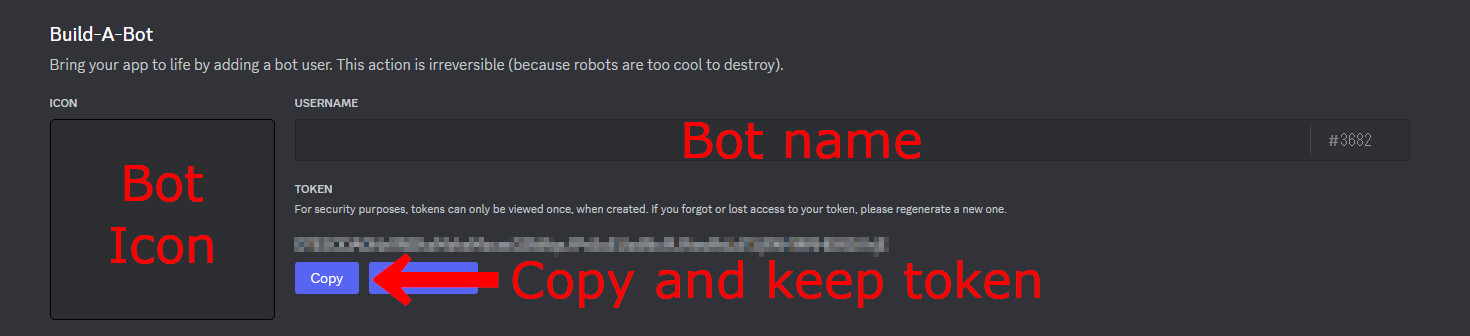 Build-A-Bot
Bring your app to life by adding a bot user. This action is irreversible (because robots are too cool to destroy).
ICON
USERNAME
Bot name
#3682
Bot
Icon
TOKEN
For security purposes, tokens can only be viewed once, when created. If you forgot or lost access to your token, please regenerate a new one.
Copy
Copy and keep token